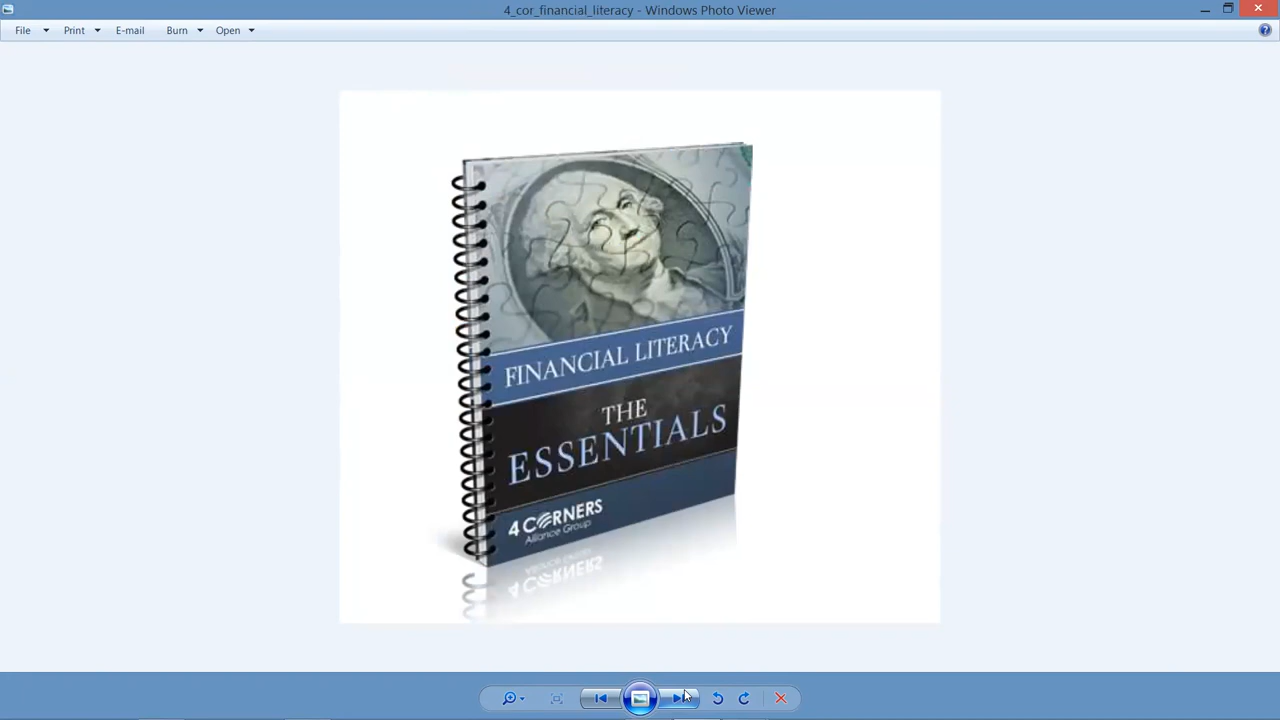 4_cor_financial_literacy - Windows Photo Viewer
File Print E-mail Burn Open
FINANCIAL LITERACY
THE
ESSENTIALS
4 CORNERS
Alliance Group